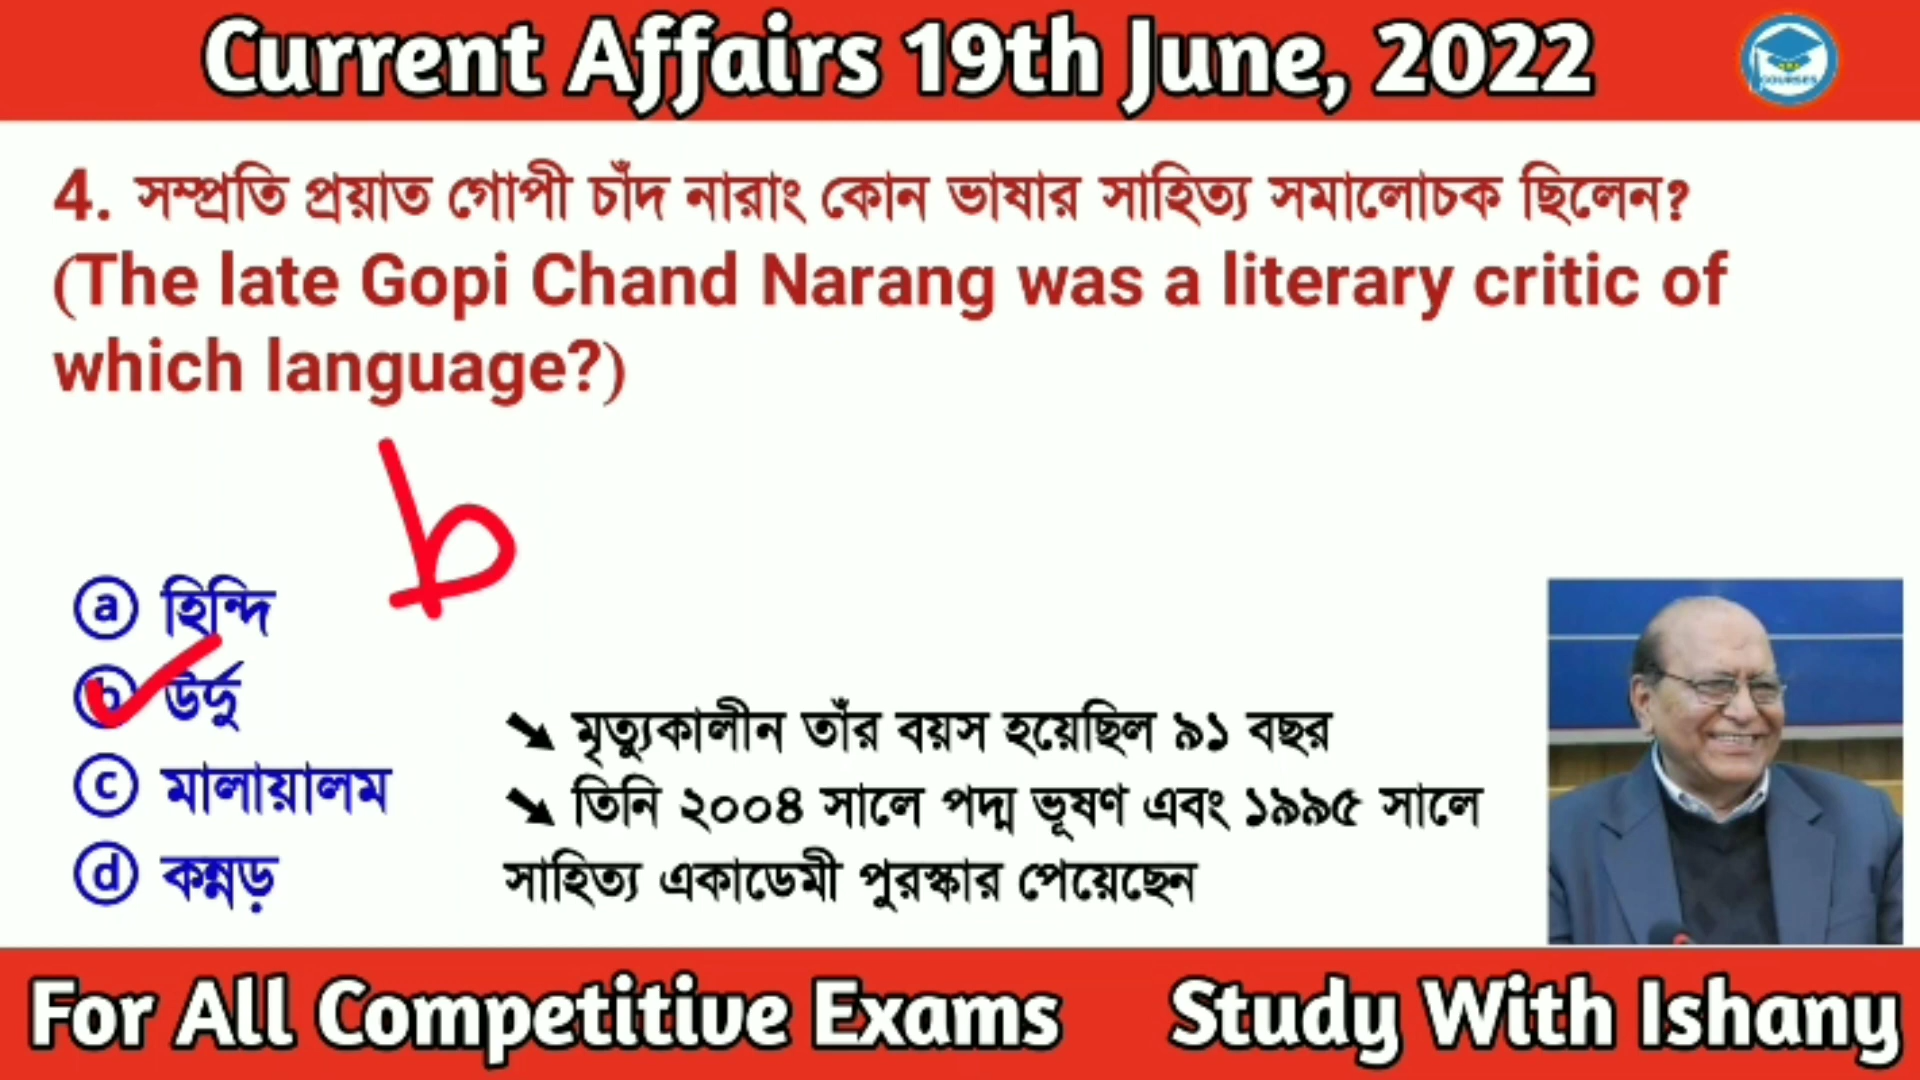 Current Affairs 19th June, 2022
COURSES
4. সম্প্রতি প্রয়াত গোপী চাঁদ নারাং কোন ভাষার সাহিত্য সমালোচক ছিলেন?
(The late Gopi Chand Narang was a literary critic of
which language?)
b
ⓐ হিন্দি
ⓑ উর্দু
ⓒ মালায়ালম
ⓓ কন্নড়
➘ মৃত্যুকালীন তাঁর বয়স হয়েছিল ৯১ বছর
➘ তিনি ২০০৪ সালে পদ্ম ভূষণ এবং ১৯৯৫ সালে
সাহিত্য একাডেমী পুরস্কার পেয়েছেন
For All Competitive Exams Study With Ishany